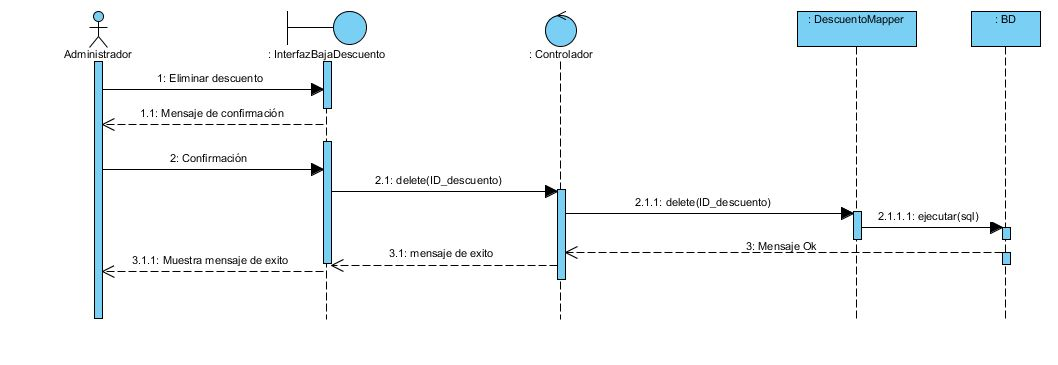 : DescuentoMapper
: BD
Administrador
: InterfazBajaDescuento
: Controlador
1: Eliminar descuento
1.1: Mensaje de confirmación
2: Confirmación
2.1: delete(ID_descuento)
2.1.1: delete(ID_descuento)
2.1.1.1: ejecutar(sql)
3: Mensaje Ok
3.1: mensaje de exito
3.1.1: Muestra mensaje de exito